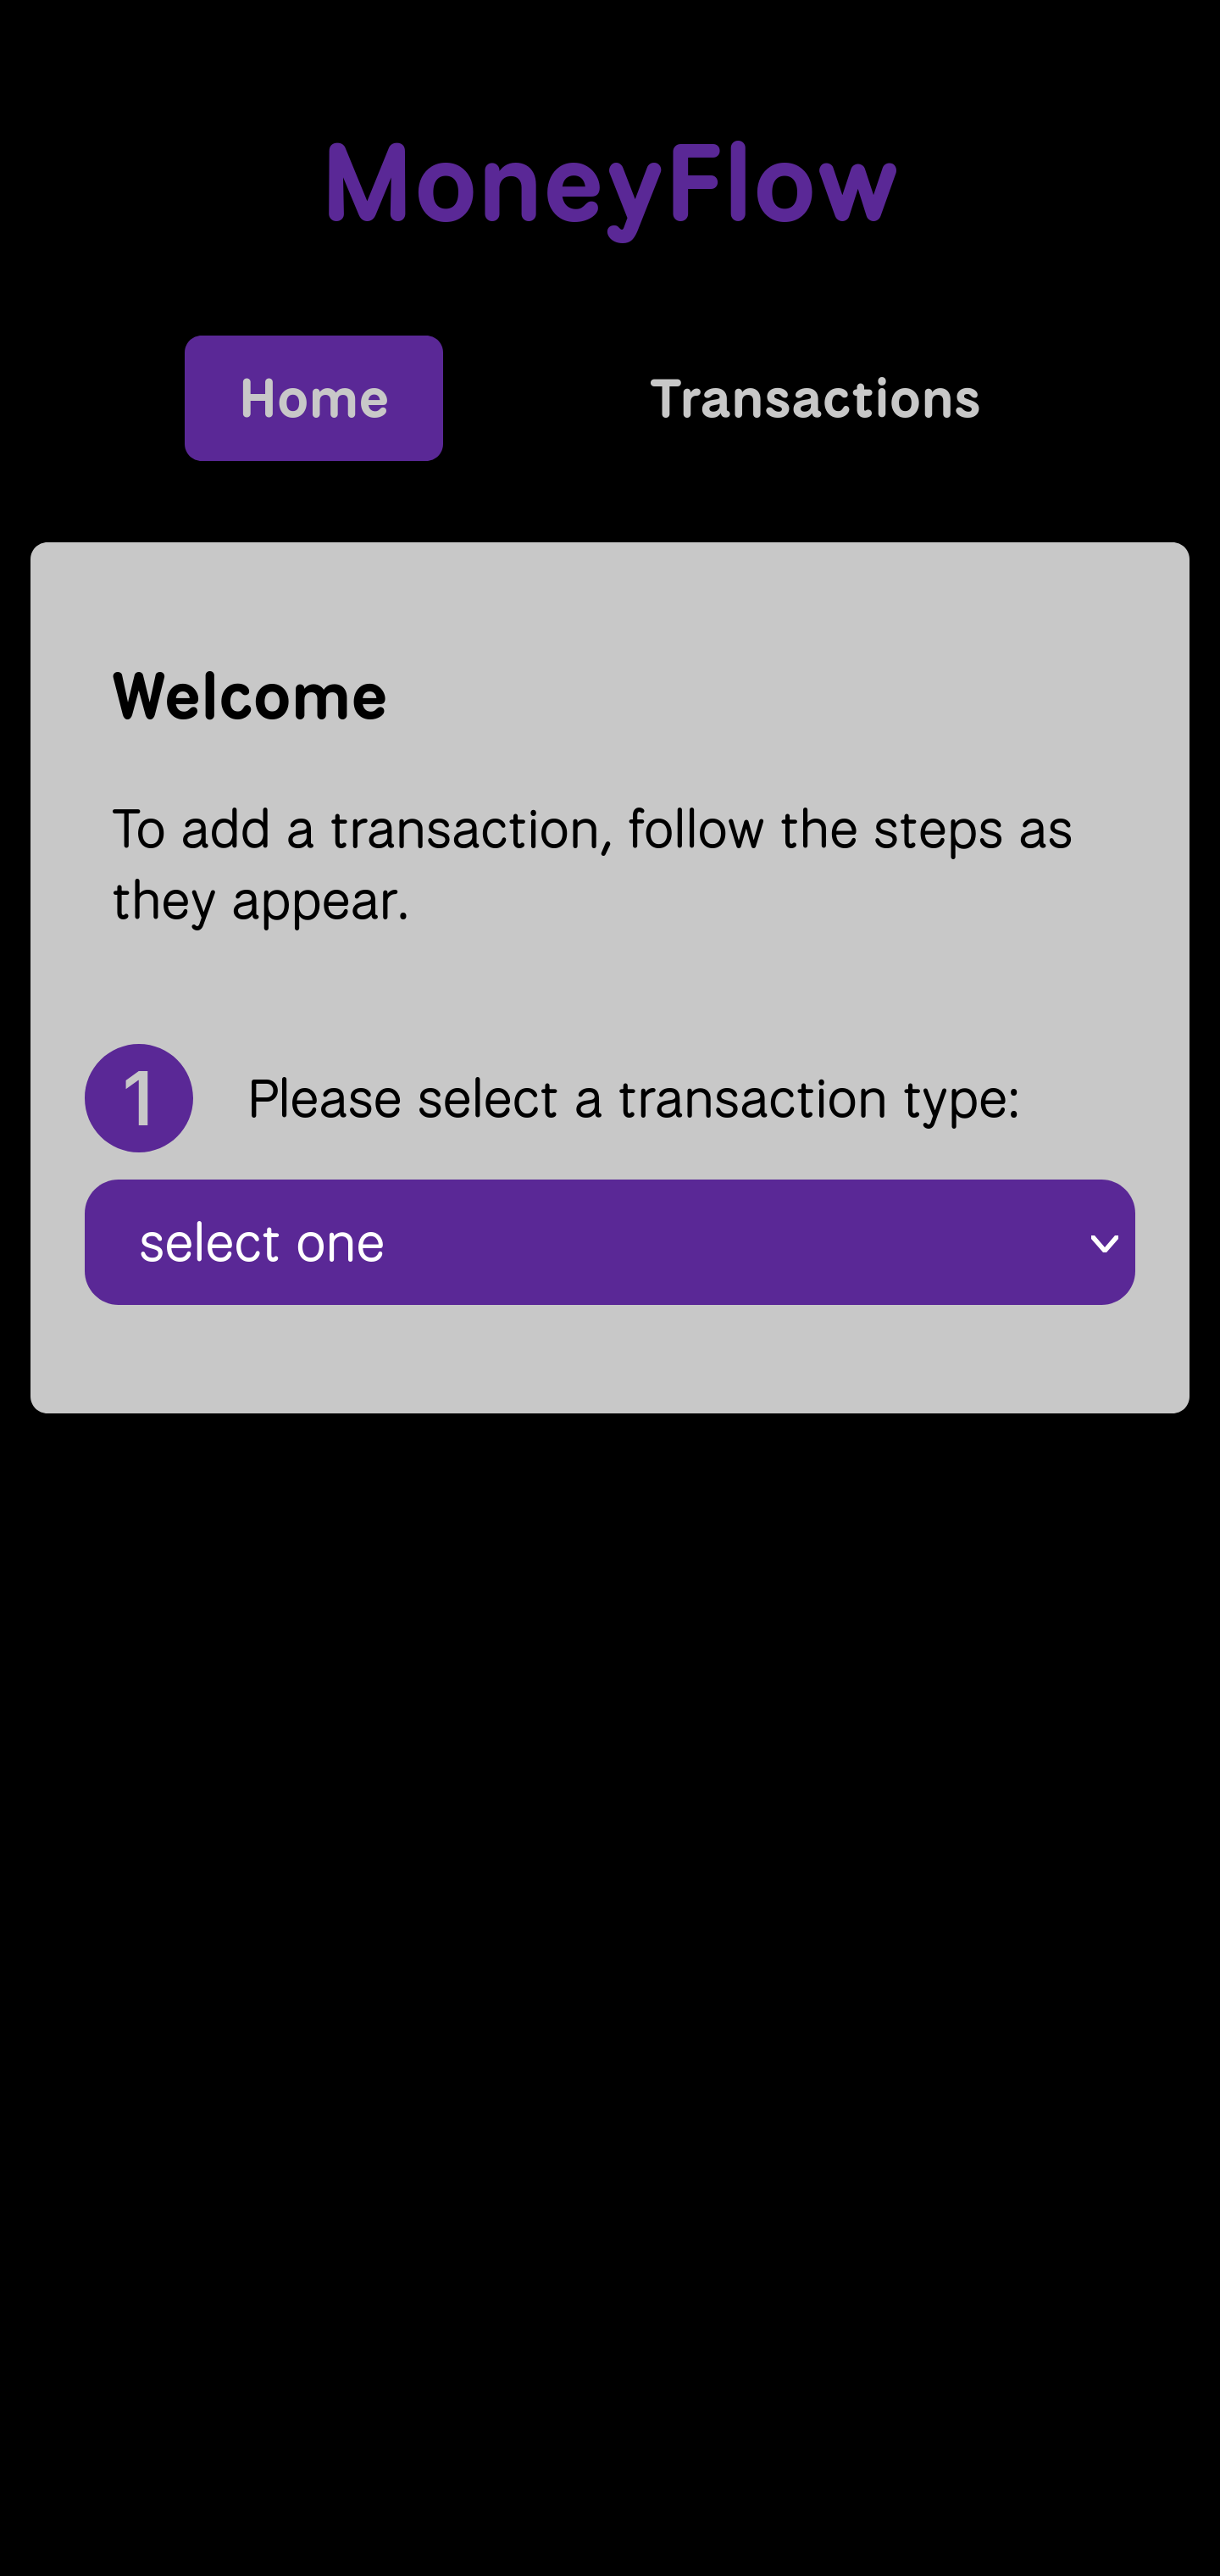 MoneyFlow
Home
Transactions
Welcome
To add a transaction, follow the steps as
they appear.
1
Please select a transaction type:
select one